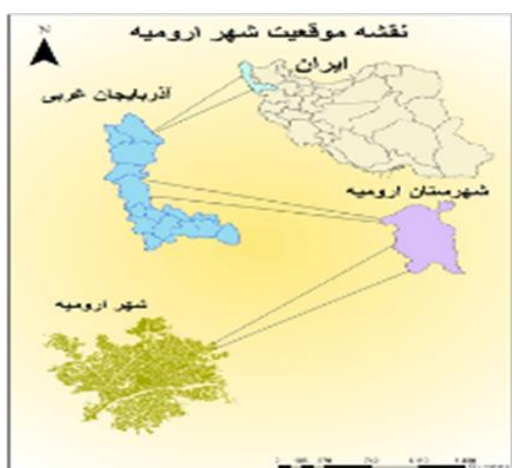 نقشه موقعیت شهر ارومیه
N
ایران
آذربایجان غربی
شهرستان ارومیه
شهر ارومیه